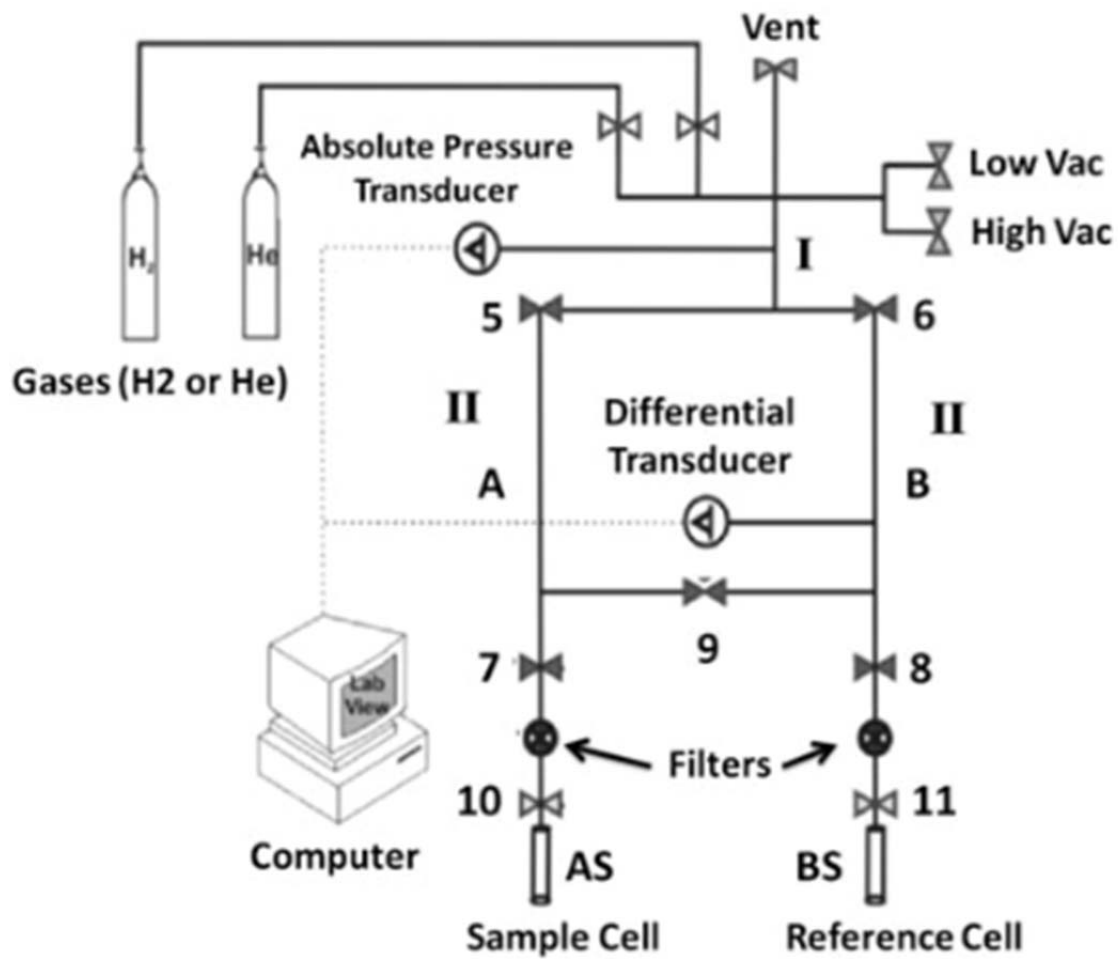 Vent
Absolute Pressure
Transducer
Low Vac
High Vac
H₂
He
I
5
6
Gases (H2 or He)
II
Differential
Transducer
II
A
B
9
7
8
Lab
View
Filters
10
11
Computer
AS
BS
Sample Cell
Reference Cell